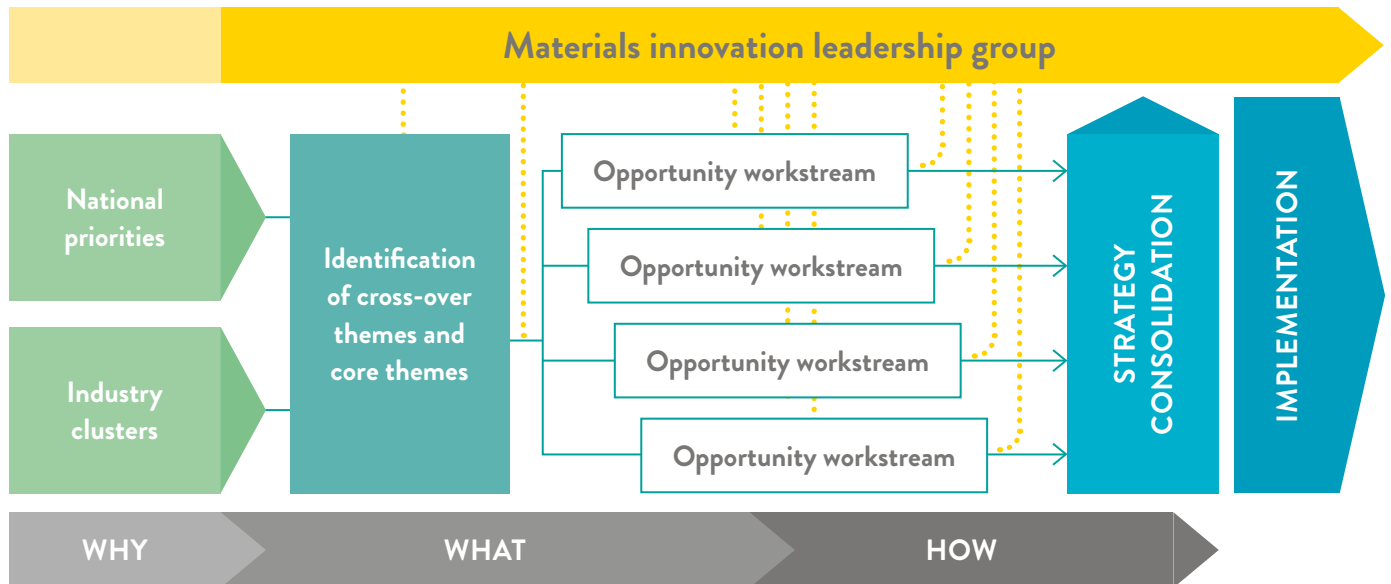 Materials innovation leadership group
National
priorities
Industry
clusters
Identification
of cross-over
themes and
core themes
Opportunity workstream
Opportunity workstream
Opportunity workstream
Opportunity workstream
STRATEGY
CONSOLIDATION
IMPLEMENTATION
WHY
WHAT
HOW